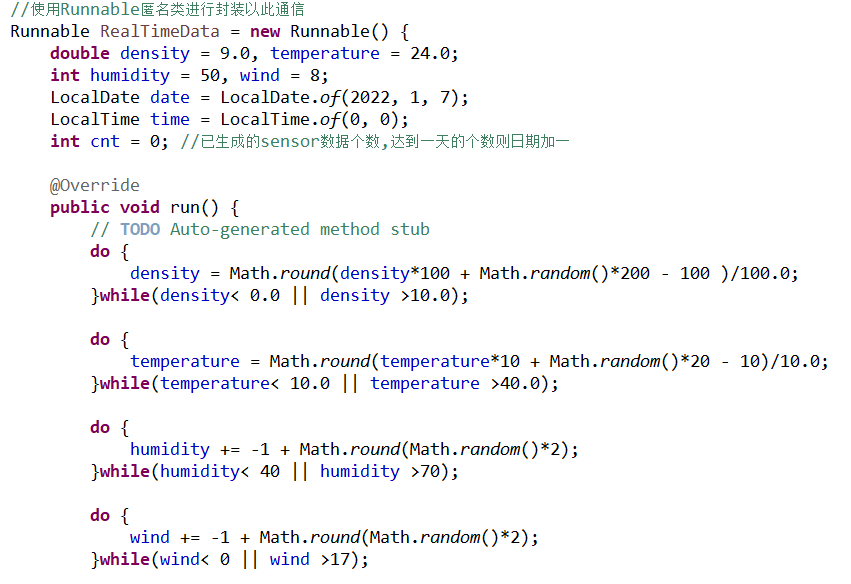 //使用Runnable匿名类进行封装以此通信
Runnable RealTimeData = new Runnable() {
    double density = 9.0, temperature = 24.0;
    int humidity = 50, wind = 8;
    LocalDate date = LocalDate.of(2022, 1, 7);
    LocalTime time = LocalTime.of(0, 0);
    int cnt = 0; //已生成的sensor数据个数,达到一天的个数则日期加一
    @Override
    public void run() {
        // TODO Auto-generated method stub
        do {
            density = Math.round(density*100 + Math.random()*200 - 100 )/100.0;
        }while(density< 0.0 || density >10.0);
        do {
            temperature = Math.round(temperature*10 + Math.random()*20 - 10)/10.0;
        }while(temperature< 10.0 || temperature >40.0);
        do {
            humidity += -1 + Math.round(Math.random()*2);
        }while(humidity< 40 || humidity >70);
        do {
            wind += -1 + Math.round(Math.random()*2);
        }while(wind< 0 || wind >17);